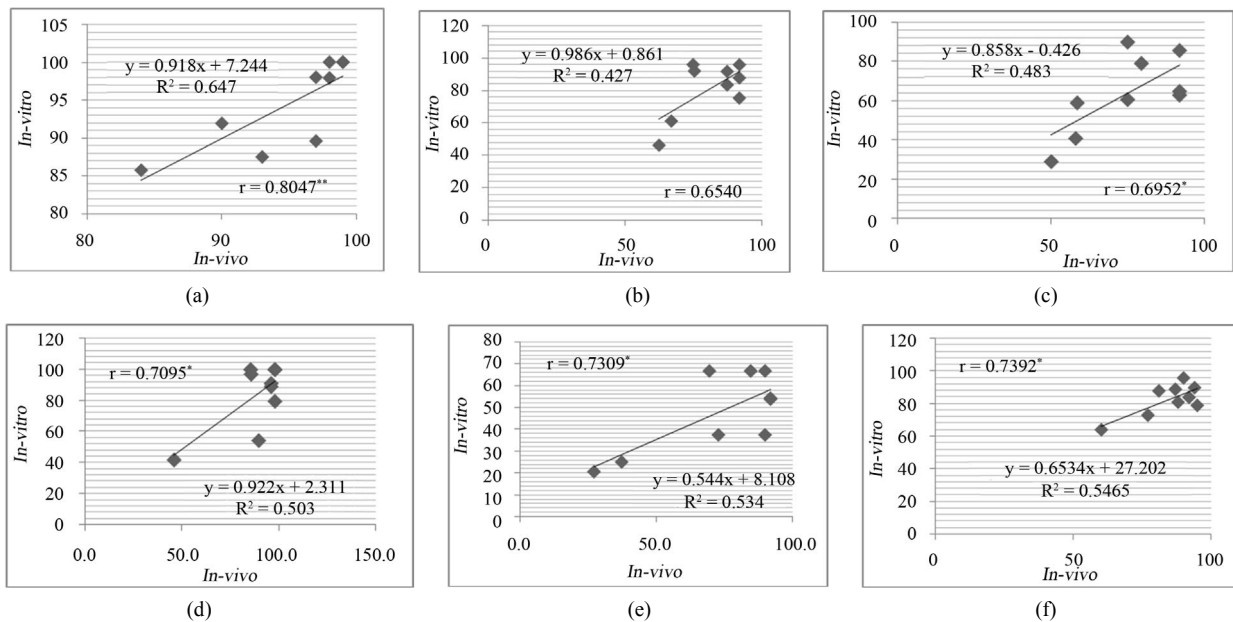 105
100
95
90
85
80
In-vitro
y = 0.918x + 7.244
R² = 0.647
r = 0.8047**
80 90 100
In-vivo
(a)
120
100
80
60
40
20
0
In-vitro
y = 0.986x + 0.861
R² = 0.427
r = 0.6540
0 50 100
In-vivo
(b)
100
80
60
40
20
0
In-vitro
y = 0.858x - 0.426
R² = 0.483
r = 0.6952*
0 50 100
In-vivo
(c)
120
100
80
60
40
20
0
In-vitro
r = 0.7095*
y = 0.922x + 2.311
R² = 0.503
0.0 50.0 100.0 150.0
In-vivo
(d)
80
70
60
50
40
30
20
10
0
In-vitro
r = 0.7309*
y = 0.544x + 8.108
R² = 0.534
0.0 50.0 100.0
In-vivo
(e)
120
100
80
60
40
20
0
In-vitro
r = 0.7392*
y = 0.6534x + 27.202
R² = 0.5465
0 50 100
In-vivo
(f)